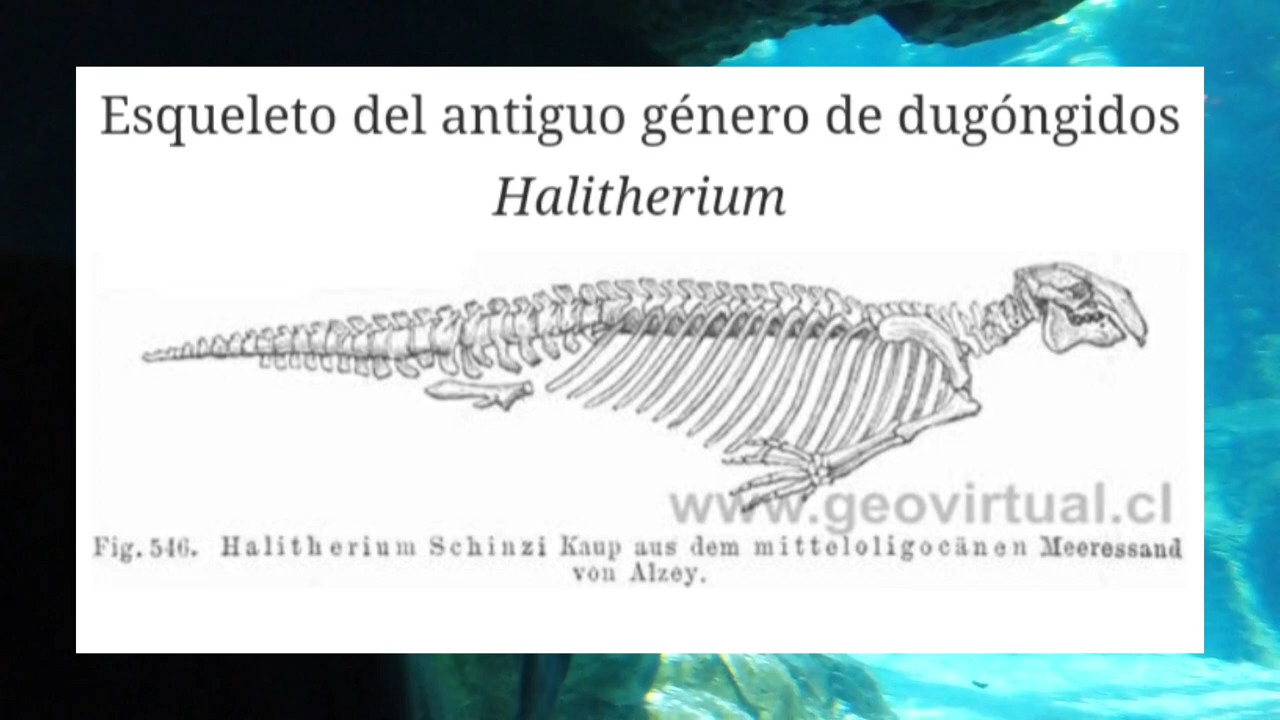 Esqueleto del antiguo género de dugóngidos
Halitherium
www.geovirtual.cl
Fig. 546. Halitherium Schinzi Kaup aus dem mitteloligocänen Meeressand
von Alzey.